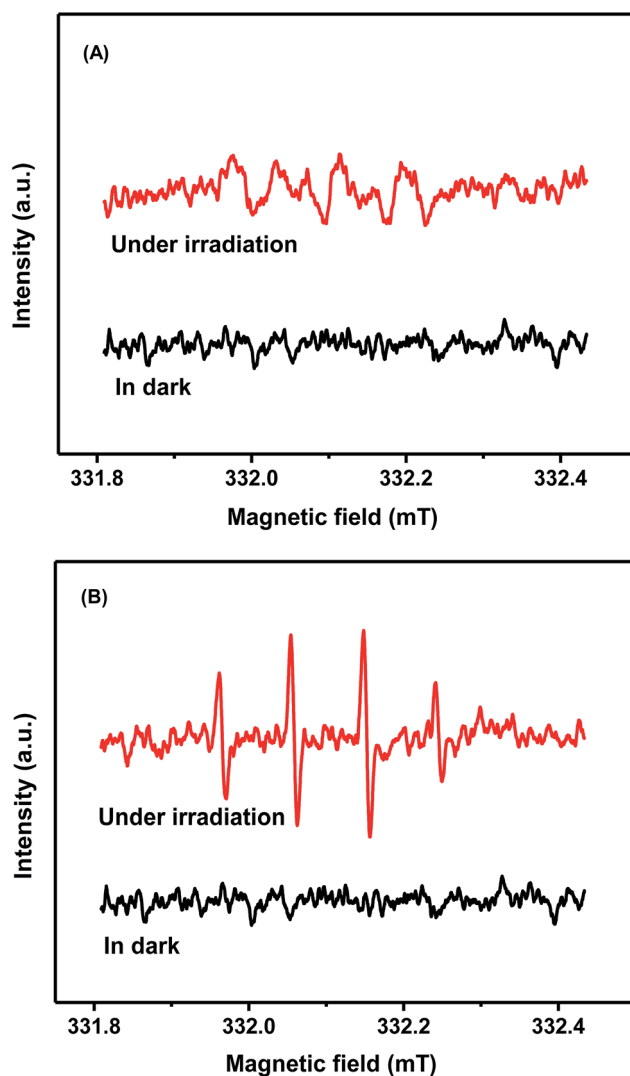 (A)
Intensity (a.u.)
Under irradiation
In dark
331.8 332.0 332.2 332.4
Magnetic field (mT)
(B)
Intensity (a.u.)
Under irradiation
In dark
331.8 332.0 332.2 332.4
Magnetic field (mT)